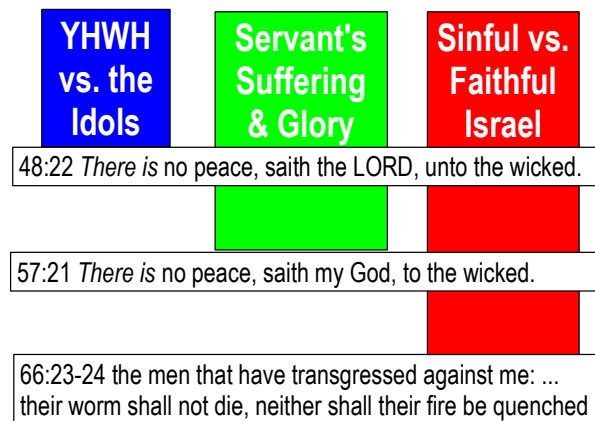 YHWH
vs. the
Idols
Servant's
Suffering
& Glory
Sinful vs.
Faithful
Israel
48:22 There is no peace, saith the LORD, unto the wicked.
57:21 There is no peace, saith my God, to the wicked.
66:23-24 the men that have transgressed against me: ...
their worm shall not die, neither shall their fire be quenched